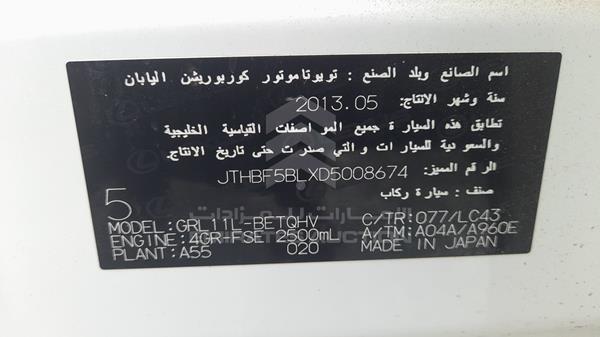 اسم الصانع وبلد الصنع : تويوتاموتور كوربوريشن اليابان
سنة وشهر الانتاج: 2013.05
تطابق هذه السيارة جميع المواصفات القياسية الخليجية
والسعودية للسيارات والتي صدرت حتى تاريخ الانتاج.
الرقم المميز: JTHBF5BLXD5008674
صنف : سيارة ركاب
5
MODEL: GRL11L-BETQHV C/TR: 077/LC43
ENGINE: 4GR-FSE 2500mL A/TM: A04A/A960E
PLANT: A55 020 MADE IN JAPAN